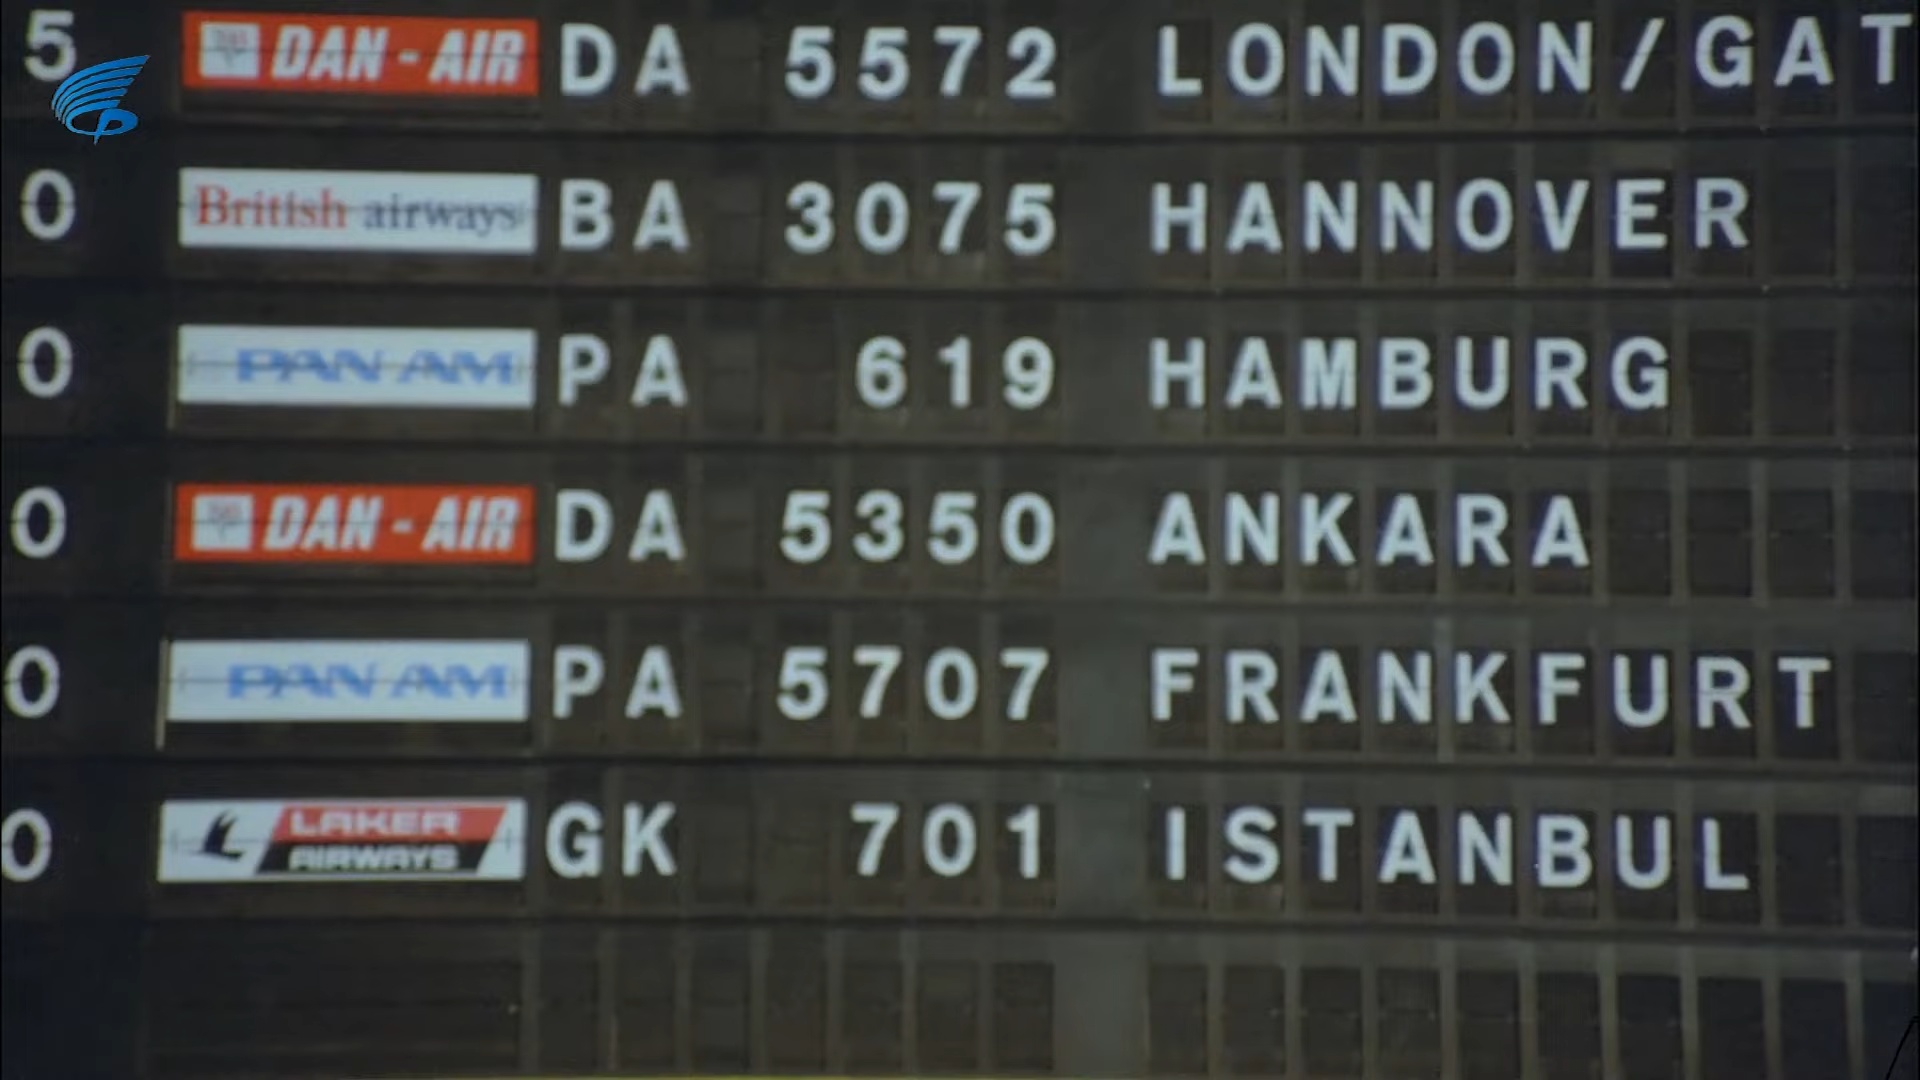 5 DAN-AIR DA 5572 LONDON/GAT
0 British airways BA 3075 HANNOVER
0 PAN AM PA 619 HAMBURG
0 DAN-AIR DA 5350 ANKARA
0 PAN AM PA 5707 FRANKFURT
0 LAKER AIRWAYS GK 701 ISTANBUL